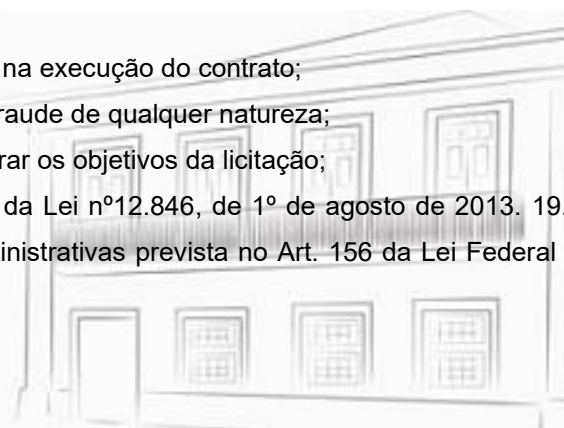 na execução do contrato;
raude de qualquer natureza;
rar os objetivos da licitação;
da Lei nº12.846, de 1º de agosto de 2013. 19.
inistrativas prevista no Art. 156 da Lei Federal